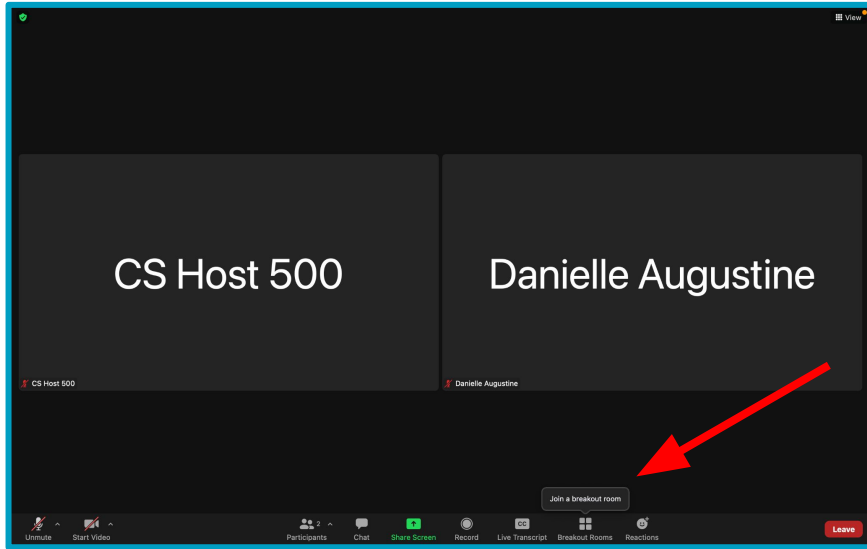 View
CS Host 500
Danielle Augustine
CS Host 500
Danielle Augustine
Join a breakout room
Unmute
Start Video
2
Participants
Chat
Share Screen
Record
CC
Live Transcript
Breakout Rooms
Reactions
Leave